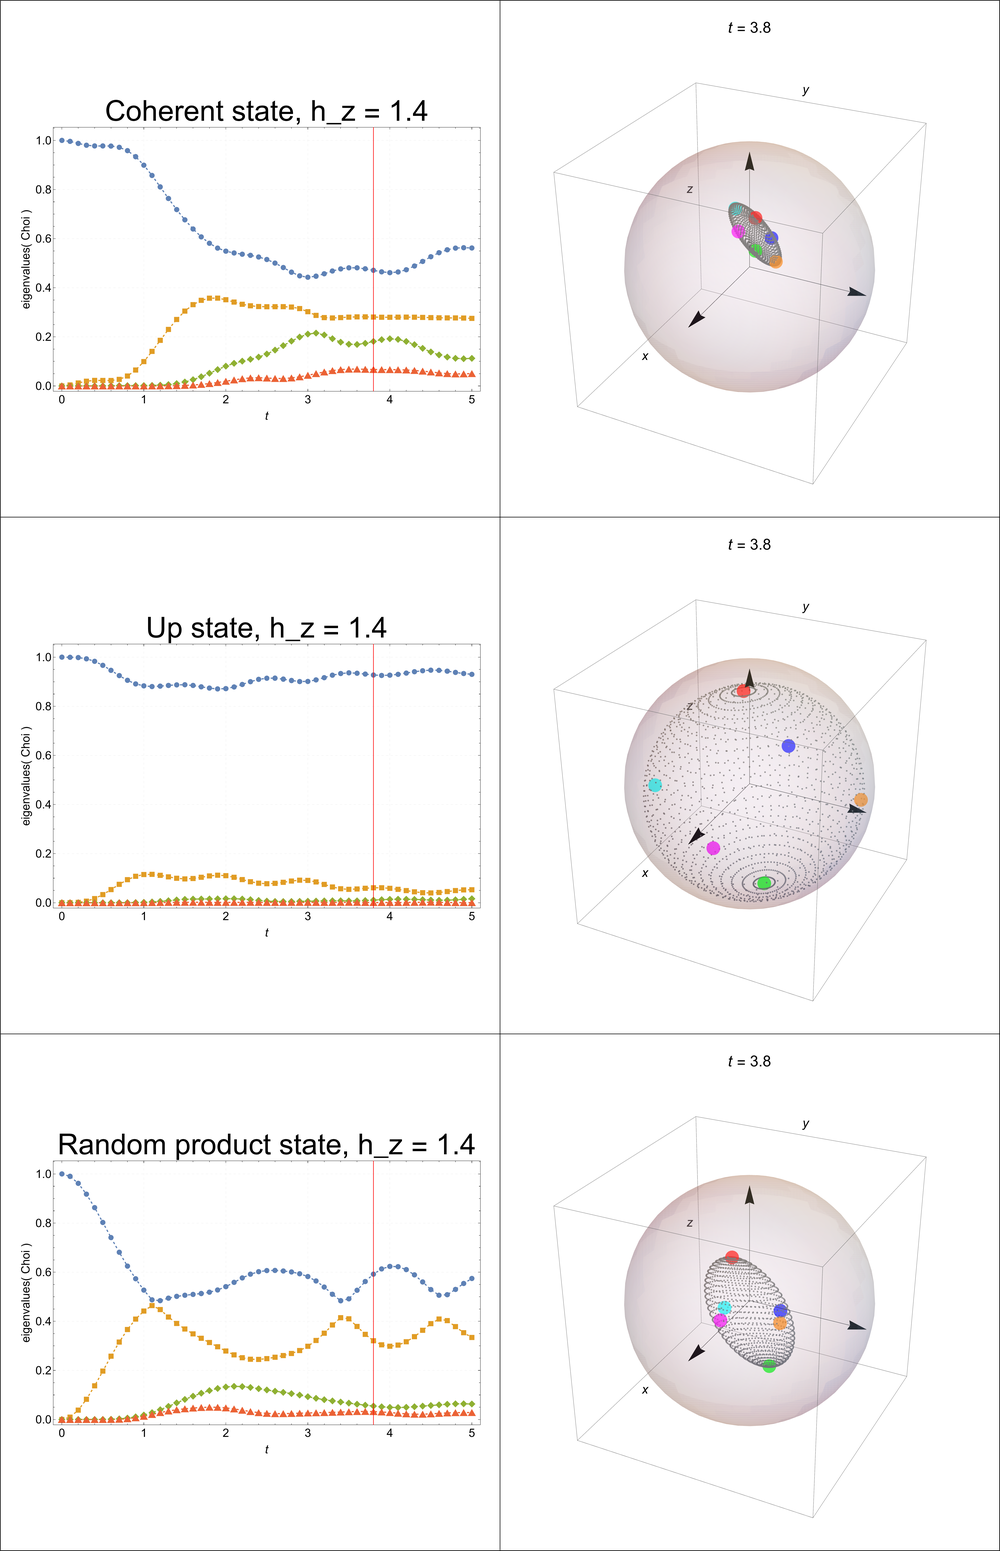 Coherent state, h_z = 1.4
eigenvalues( Choi )
1.0
0.8
0.6
0.4
0.2
0.0
0 1 2 3 4 5
t
t = 3.8
y
z
x
Up state, h_z = 1.4
eigenvalues( Choi )
1.0
0.8
0.6
0.4
0.2
0.0
0 1 2 3 4 5
t
t = 3.8
y
z
x
Random product state, h_z = 1.4
eigenvalues( Choi )
1.0
0.8
0.6
0.4
0.2
0.0
0 1 2 3 4 5
t
t = 3.8
y
z
x